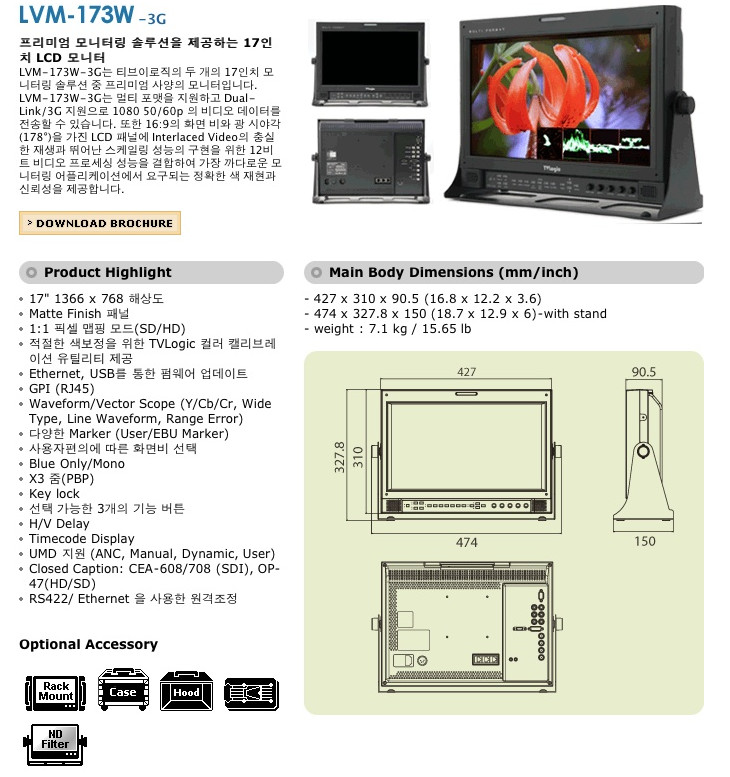 LVM-173W -3G
프리미엄 모니터링 솔루션을 제공하는 17인
치 LCD 모니터
LVM-173W-3G는 티브이로직의 두 개의 17인치 모
니터링 솔루션 중 프리미엄 사양의 모니터입니다.
LVM-173W-3G는 멀티 포맷을 지원하고 Dual-
Link/3G 지원으로 1080 50/60p 의 비디오 데이터를
전송할 수 있습니다. 또한 16:9의 화면 비와 광 시야각
(178°)을 가진 LCD 패널에 Interlaced Video의 충실
한 재생과 뛰어난 스케일링 성능의 구현을 위한 12비
트 비디오 프로세싱 성능을 결합하여 가장 까다로운 모
니터링 어플리케이션에서 요구되는 정확한 색 재현과
신뢰성을 제공합니다.
MULTI FORMAT
TVlogic
> DOWNLOAD BROCHURE
Product Highlight
17" 1366 x 768 해상도
Matte Finish 패널
1:1 픽셀 맵핑 모드(SD/HD)
적절한 색보정을 위한 TVLogic 컬러 캘리브레
이션 유틸리티 제공
Ethernet, USB를 통한 펌웨어 업데이트
GPI (RJ45)
Waveform/Vector Scope (Y/Cb/Cr, Wide
Type, Line Waveform, Range Error)
다양한 Marker (User/EBU Marker)
사용자편의에 따른 화면비 선택
Blue Only/Mono
X3 줌(PBP)
Key lock
선택 가능한 3개의 기능 버튼
H/V Delay
Timecode Display
UMD 지원 (ANC, Manual, Dynamic, User)
Closed Caption: CEA-608/708 (SDI), OP-
47(HD/SD)
RS422/ Ethernet 을 사용한 원격조정
Optional Accessory
Rack
Mount
Case
Hood
ND
Filter
Main Body Dimensions (mm/inch)
- 427 x 310 x 90.5 (16.8 x 12.2 x 3.6)
- 474 x 327.8 x 150 (18.7 x 12.9 x 6)-with stand
- weight : 7.1 kg / 15.65 lb
427
90.5
327.8
310
474
150